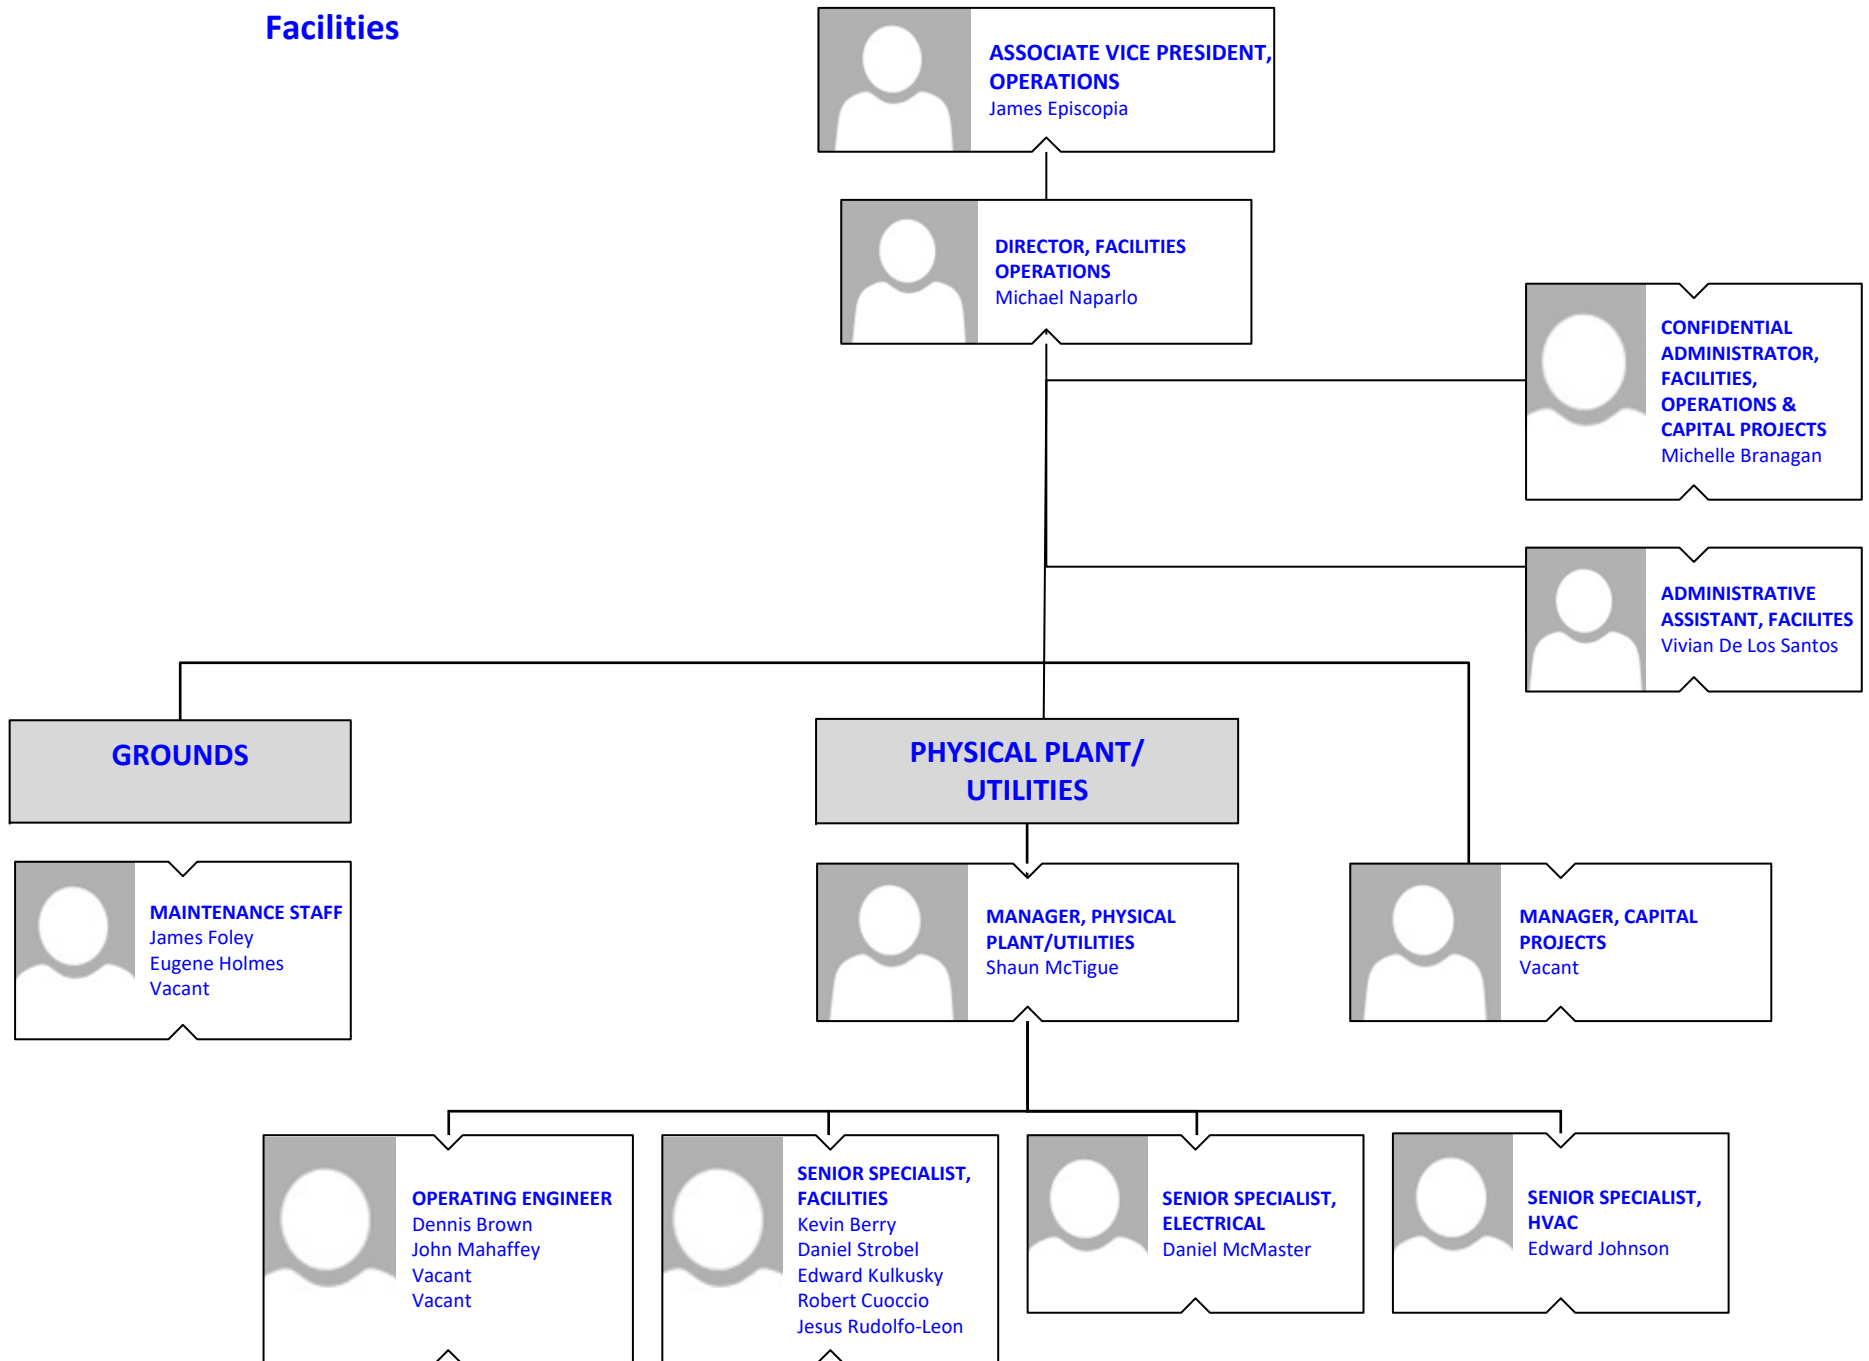 Facilities
ASSOCIATE VICE PRESIDENT,
OPERATIONS
James Episcopia
DIRECTOR, FACILITIES
OPERATIONS
Michael Naparlo
CONFIDENTIAL
ADMINISTRATOR,
FACILITIES,
OPERATIONS &
CAPITAL PROJECTS
Michelle Branagan
ADMINISTRATIVE
ASSISTANT, FACILITES
Vivian De Los Santos
GROUNDS
PHYSICAL PLANT/
UTILITIES
MAINTENANCE STAFF
James Foley
Eugene Holmes
Vacant
MANAGER, PHYSICAL
PLANT/UTILITIES
Shaun McTigue
MANAGER, CAPITAL
PROJECTS
Vacant
OPERATING ENGINEER
Dennis Brown
John Mahaffey
Vacant
Vacant
SENIOR SPECIALIST,
FACILITIES
Kevin Berry
Daniel Strobel
Edward Kulkusky
Robert Cuoccio
Jesus Rudolfo-Leon
SENIOR SPECIALIST,
ELECTRICAL
Daniel McMaster
SENIOR SPECIALIST,
HVAC
Edward Johnson